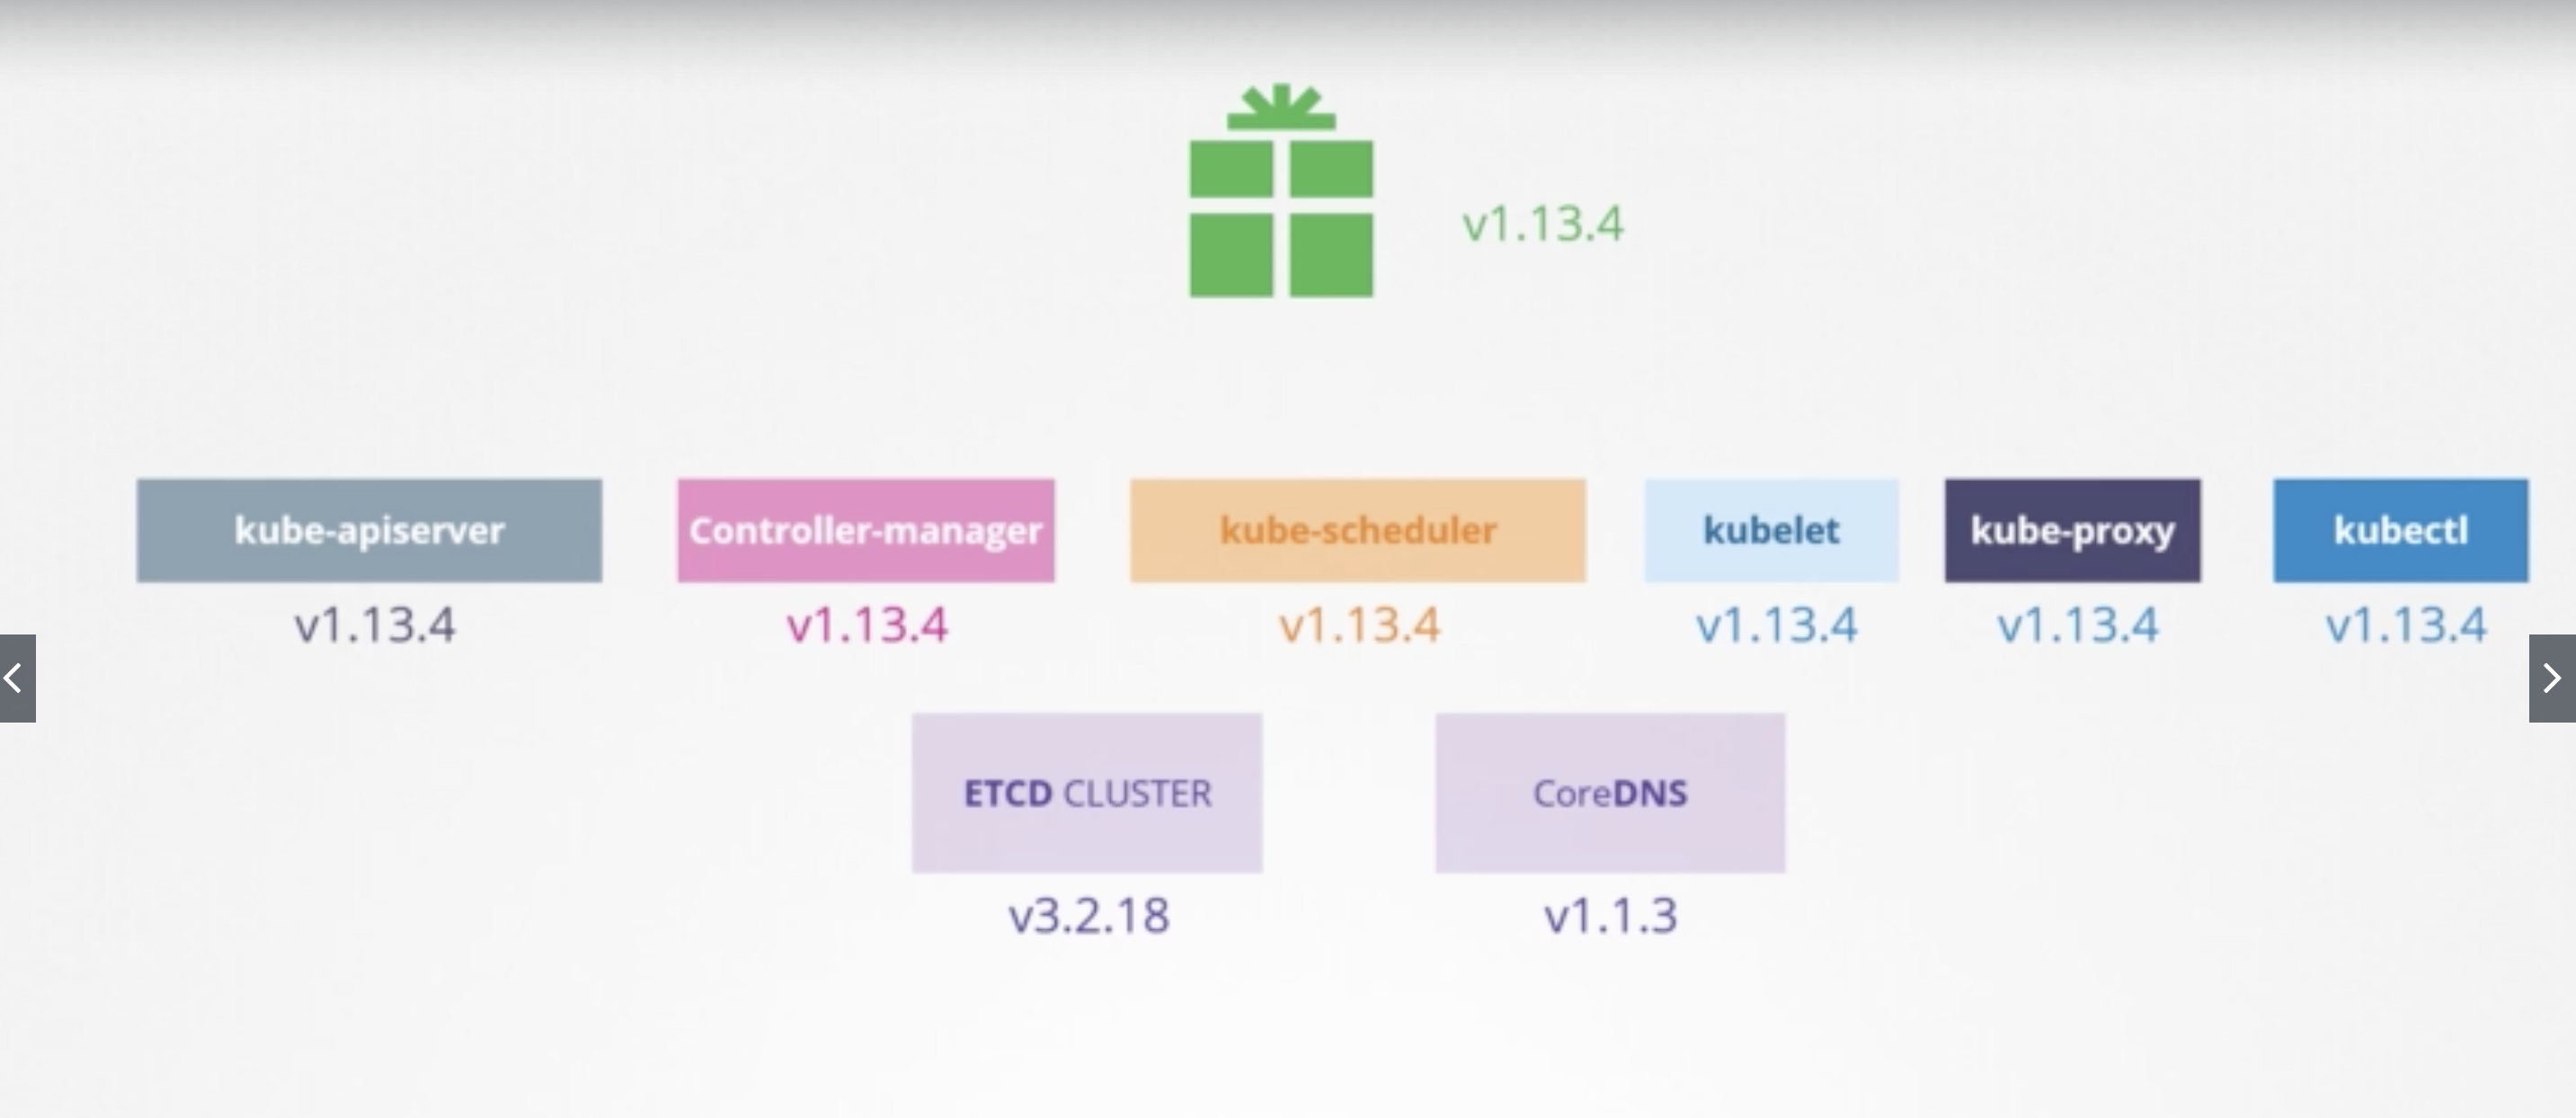 v1.13.4
kube-apiserver
Controller-manager
kube-scheduler
kubelet
kube-proxy
kubectl
v1.13.4
v1.13.4
v1.13.4
v1.13.4
v1.13.4
v1.13.4
ETCD CLUSTER
CoreDNS
v3.2.18
v1.1.3